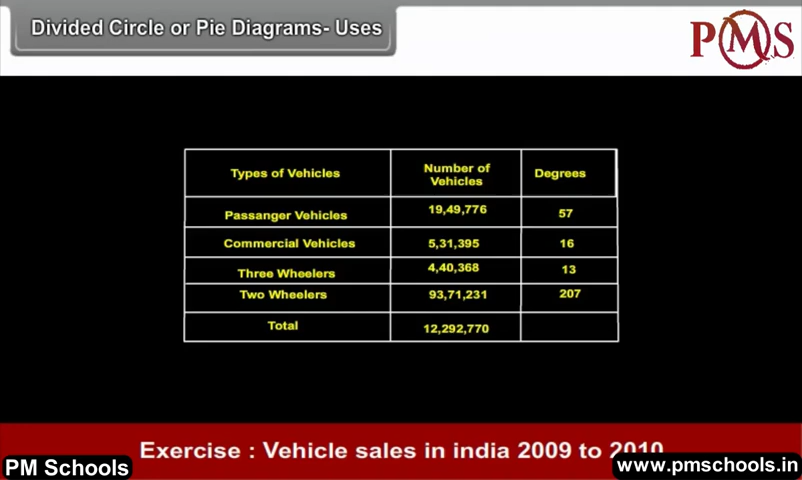 Divided Circle or Pie Diagrams- Uses
PMS
Types of Vehicles Number of Vehicles Degrees
Passanger Vehicles 19,49,776 57
Commercial Vehicles 5,31,395 16
Three Wheelers 4,40,368 13
Two Wheelers 93,71,231 207
Total 12,292,770
Exercise : Vehicle sales in india 2009 to 2010
PM Schools www.pmschools.in